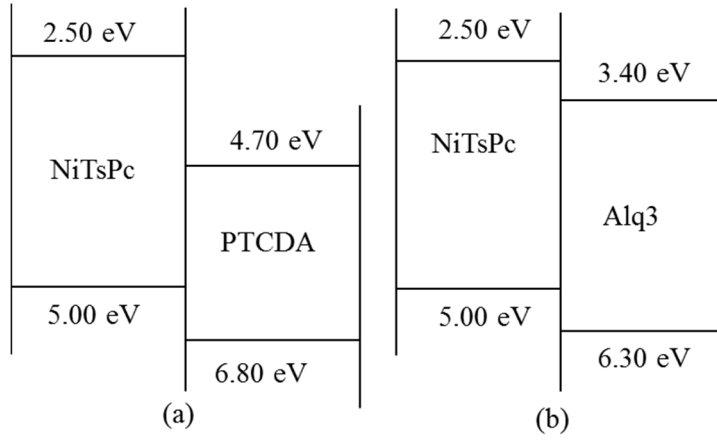 2.50 eV
NiTsPc
5.00 eV
4.70 eV
PTCDA
6.80 eV
(a)
2.50 eV
NiTsPc
5.00 eV
3.40 eV
Alq3
6.30 eV
(b)